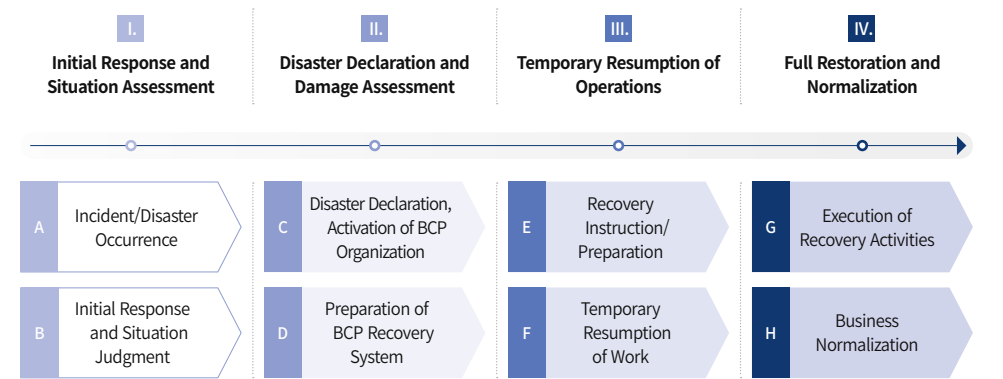 I.
Initial Response and
Situation Assessment
II.
Disaster Declaration and
Damage Assessment
III.
Temporary Resumption of
Operations
IV.
Full Restoration and
Normalization
A
Incident/Disaster
Occurrence
B
Initial Response
and Situation
Judgment
C
Disaster Declaration,
Activation of BCP
Organization
D
Preparation of
BCP Recovery
System
E
Recovery
Instruction/
Preparation
F
Temporary
Resumption
of Work
G
Execution of
Recovery Activities
H
Business
Normalization